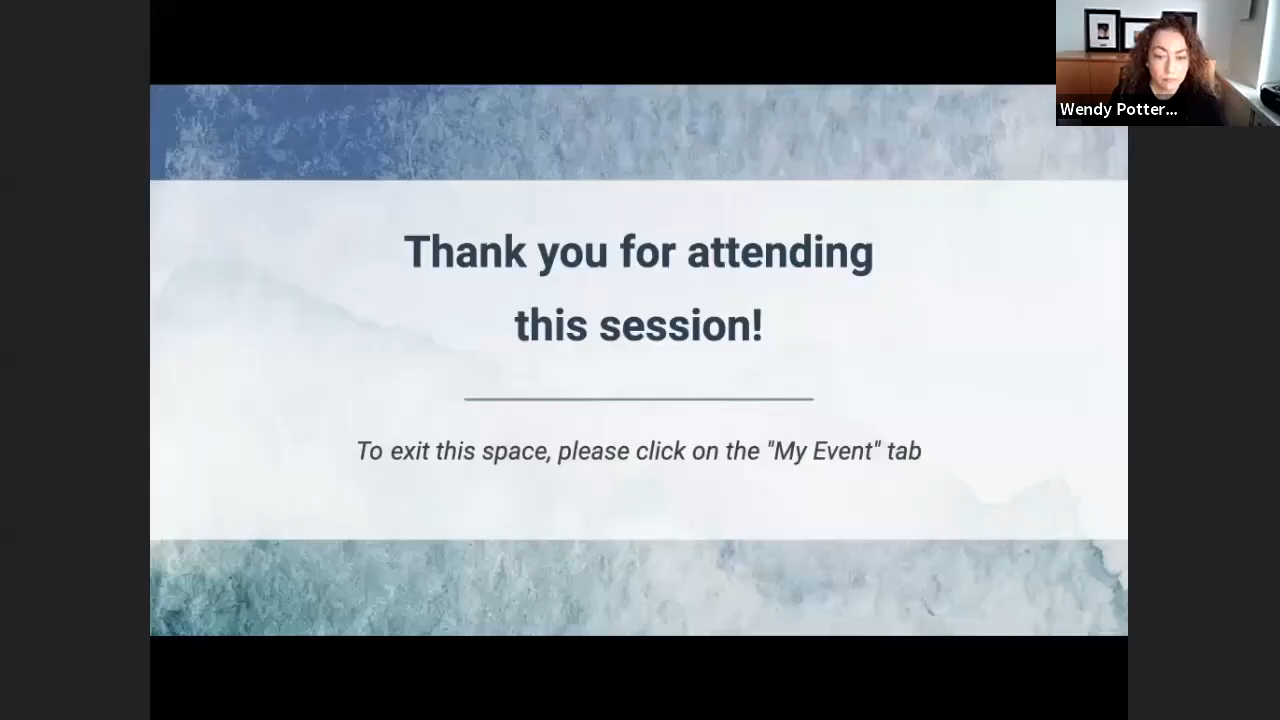 Wendy Potter...
Thank you for attending
this session!
To exit this space, please click on the "My Event" tab